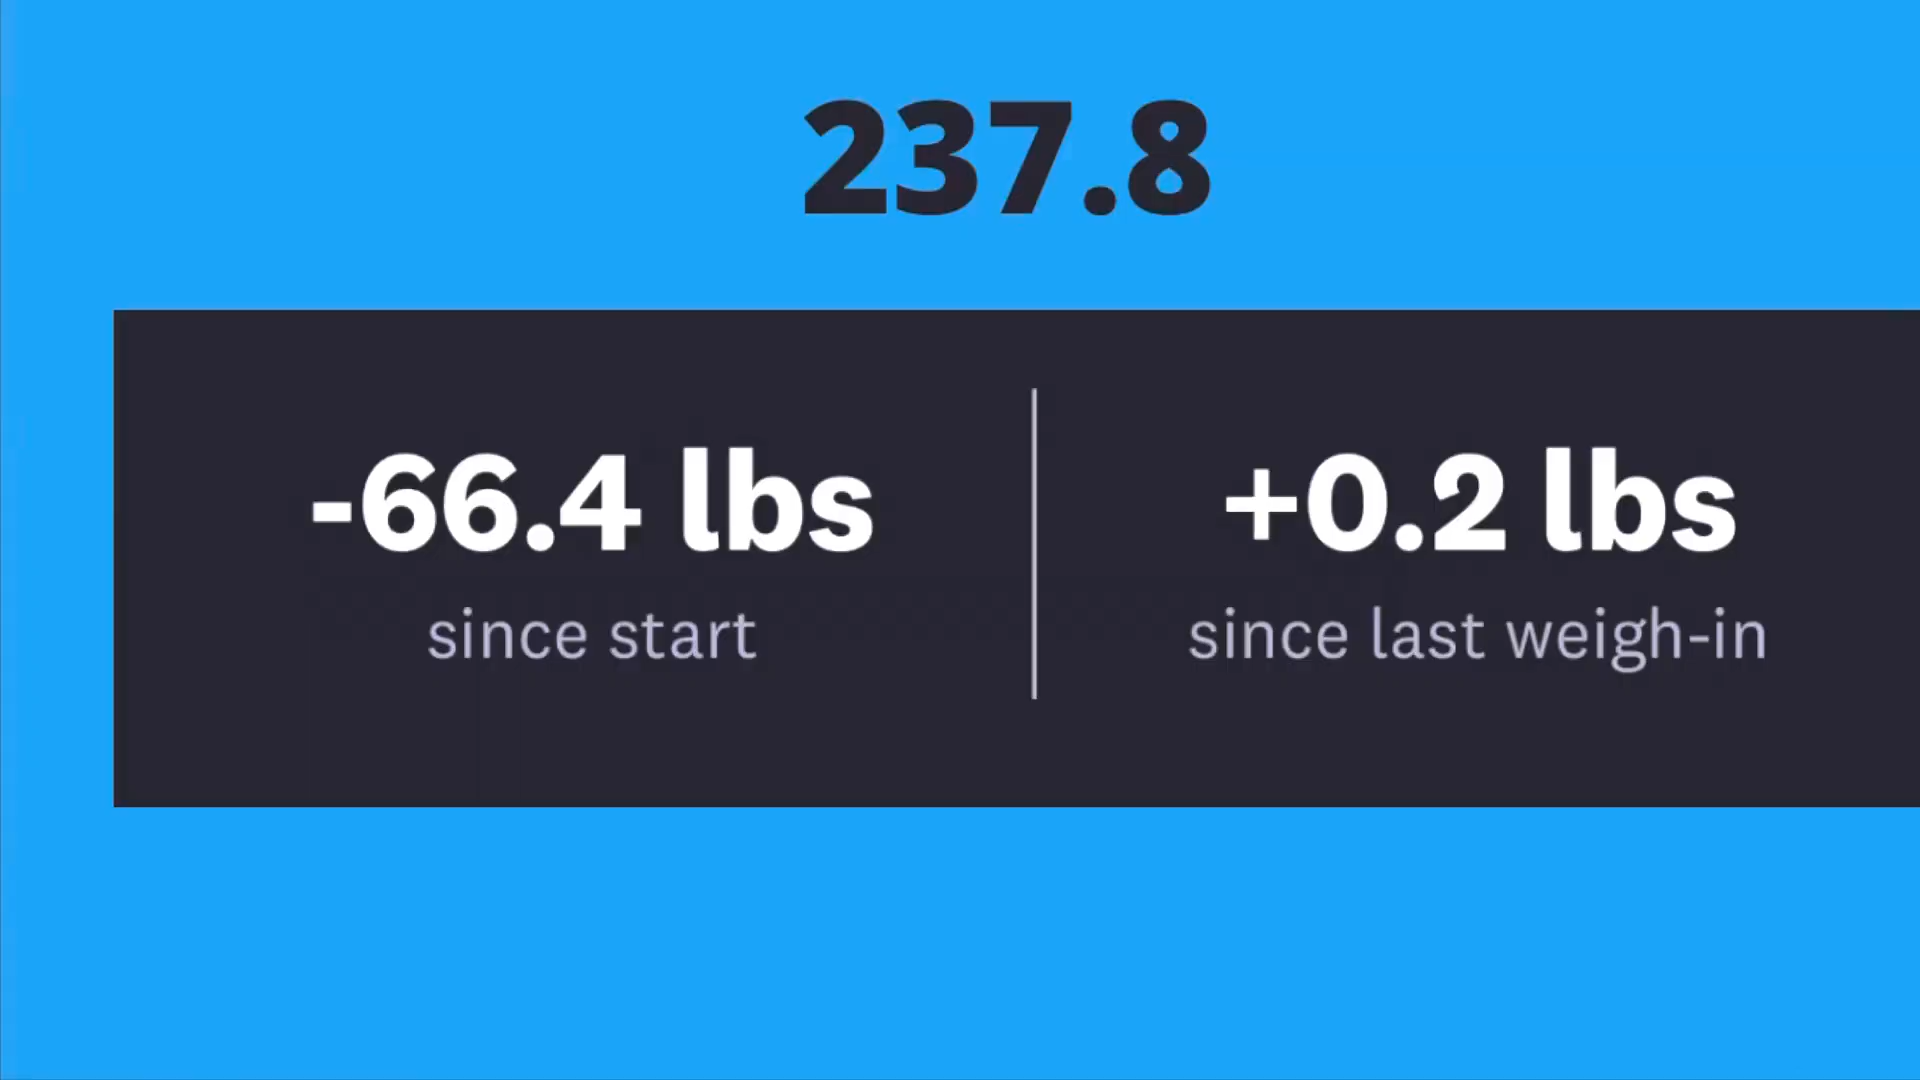 237.8
-66.4 lbs
since start
+0.2 lbs
since last weigh-in